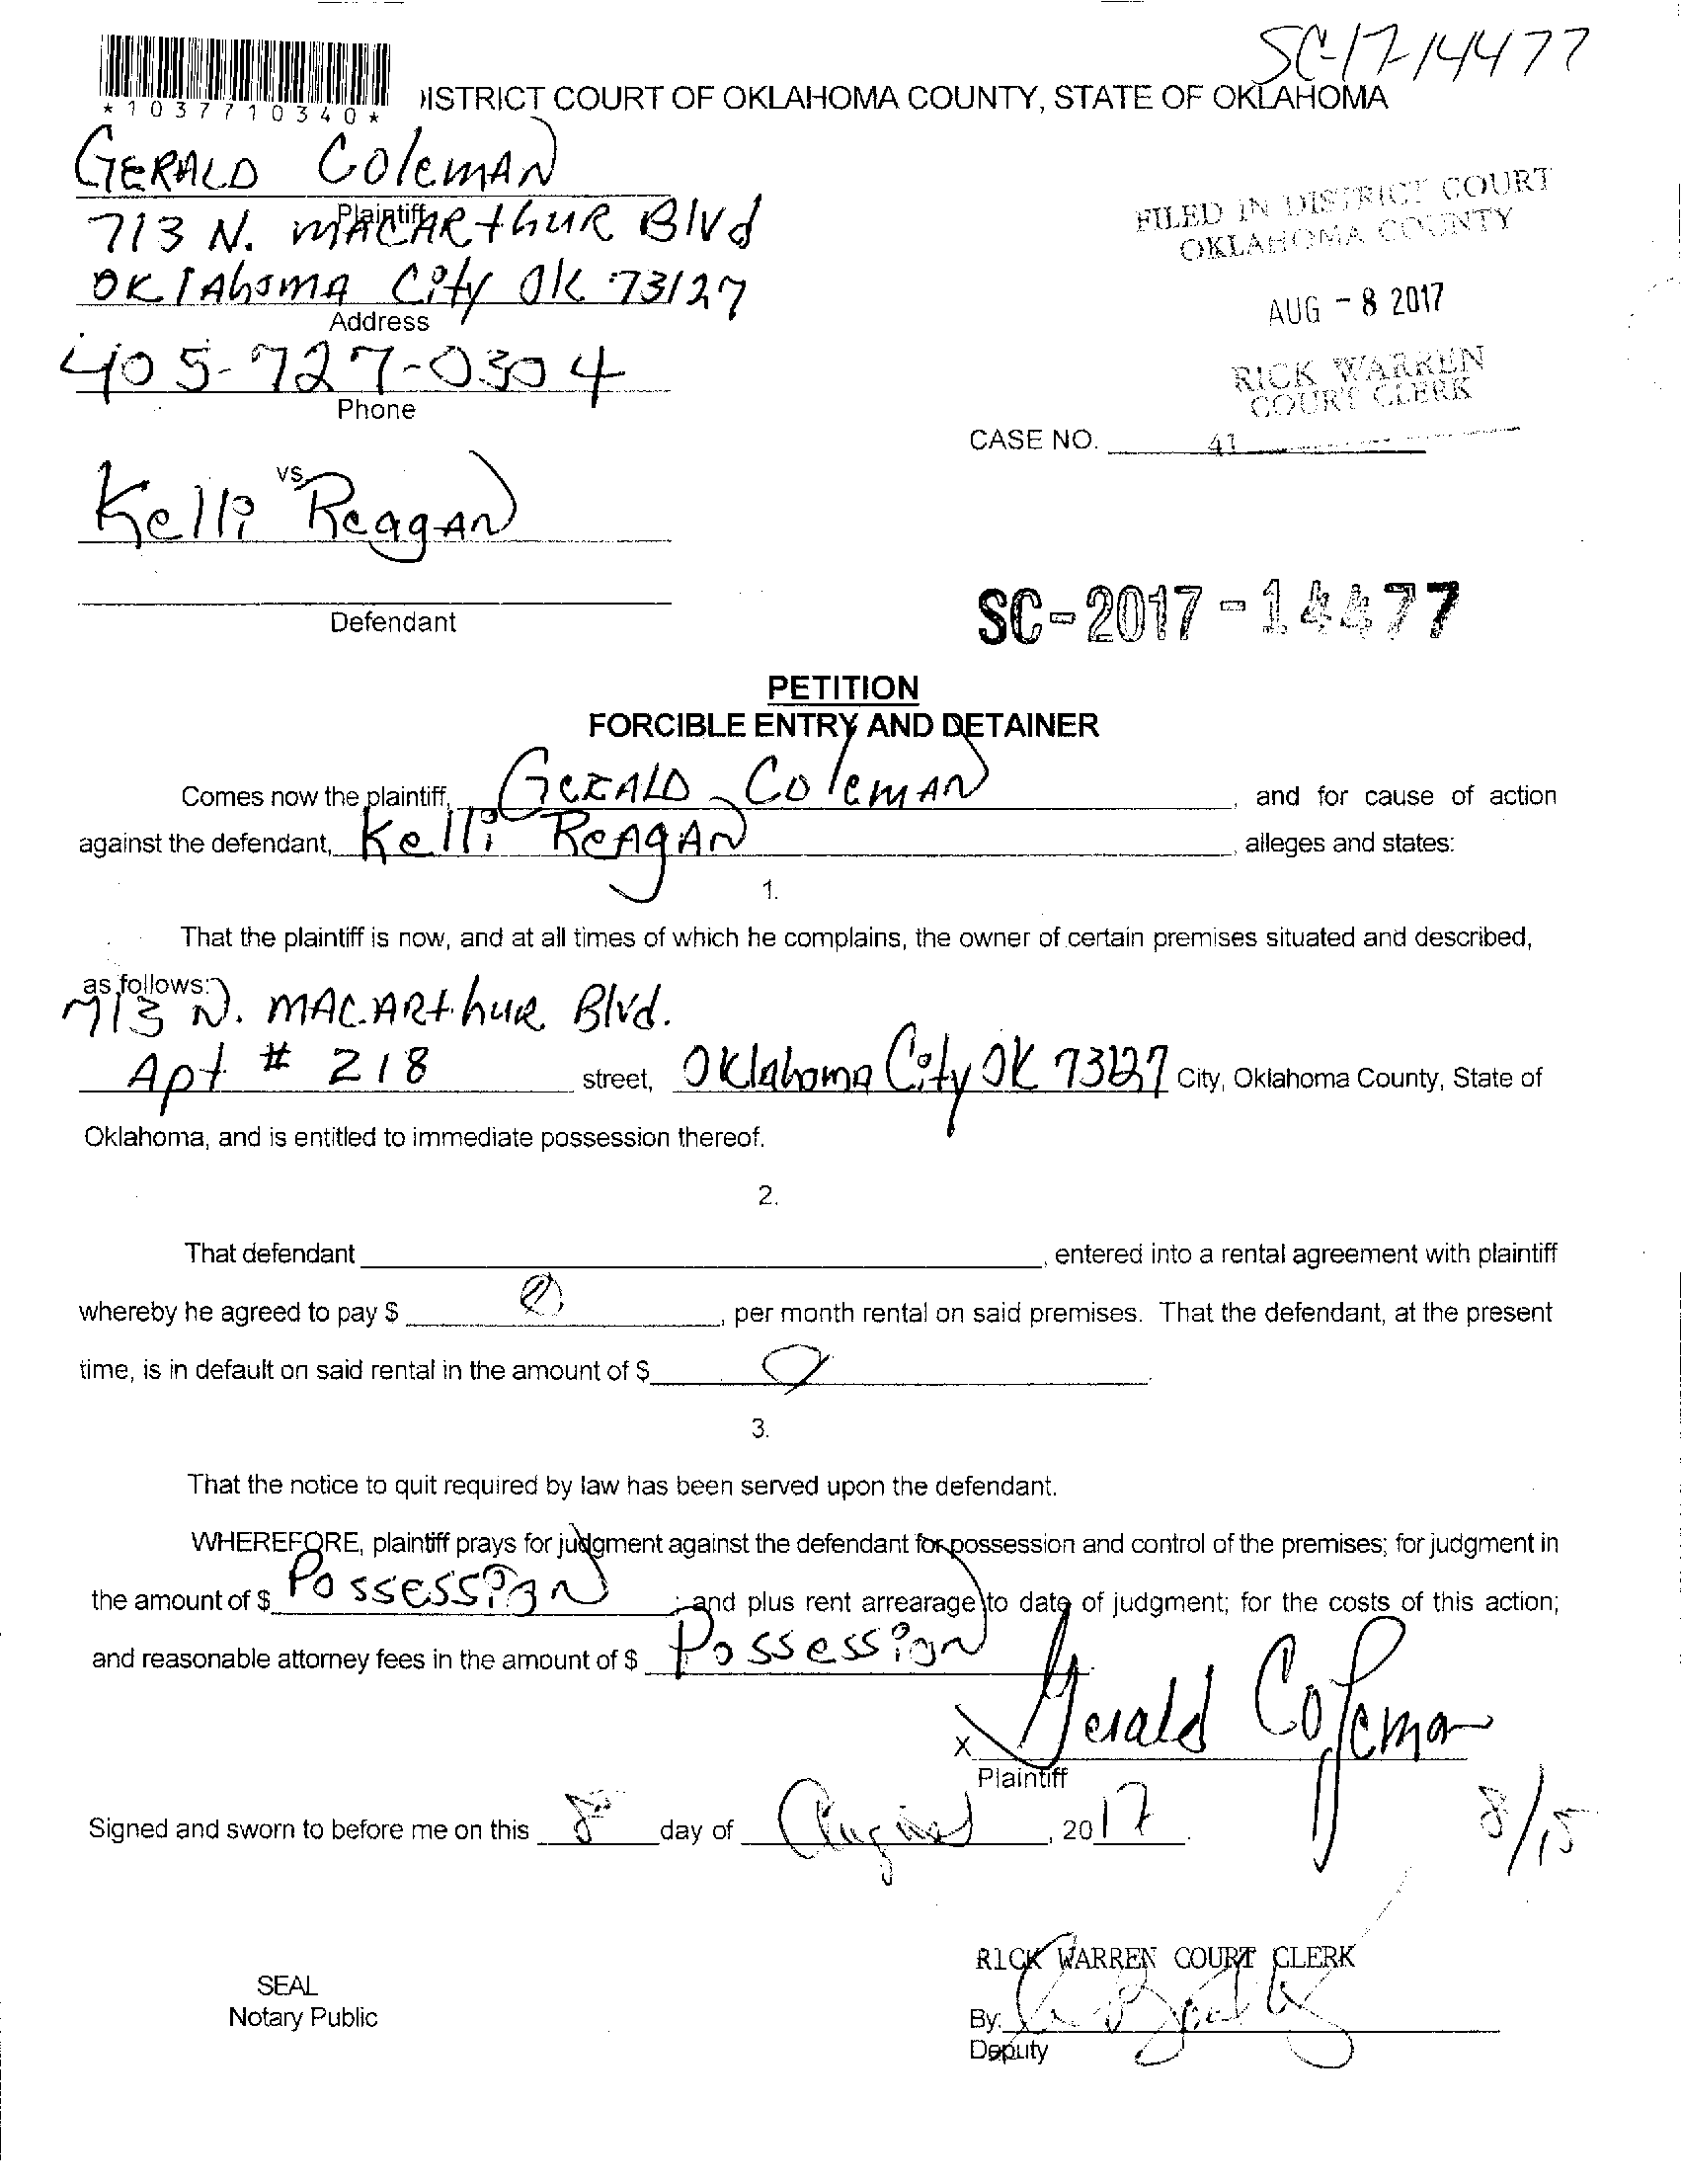 SC-17-14477
*1037710340*
DISTRICT COURT OF OKLAHOMA COUNTY, STATE OF OKLAHOMA
GERALD COlEMAN
Plaintiff
713 N. MACARthUR Blvd
OKlAhOMA City OK 73127
Address
405-727-0304
Phone
FILED IN DISTRICT COURT
OKLAHOMA COUNTY
AUG - 8 2017
RICK WARREN
COURT CLERK
CASE NO. 41
vs.
Kelli Reagan
Defendant
SC-2017-14477
PETITION
FORCIBLE ENTRY AND DETAINER
Comes now the plaintiff, GERALD COlEMAN, and for cause of action
against the defendant, Kelli REAgAN, alleges and states:
1.
That the plaintiff is now, and at all times of which he complains, the owner of certain premises situated and described,
as follows:
713 N. MACARthuR Blvd.
Apt # 218 street, Oklahoma City OK 73127 City, Oklahoma County, State of
Oklahoma, and is entitled to immediate possession thereof.
2.
That defendant, entered into a rental agreement with plaintiff
whereby he agreed to pay $ 0, per month rental on said premises. That the defendant, at the present
time, is in default on said rental in the amount of $ 0
3.
That the notice to quit required by law has been served upon the defendant.
WHEREFORE, plaintiff prays for judgment against the defendant for possession and control of the premises; for judgment in
the amount of $ Possession; and plus rent arrearage to date of judgment; for the costs of this action;
and reasonable attorney fees in the amount of $ Possession
x Gerald Coleman
Plaintiff
Signed and sworn to before me on this 8 day of August, 2017
8/15
RICK WARREN COURT CLERK
SEAL
Notary Public
By:
Deputy